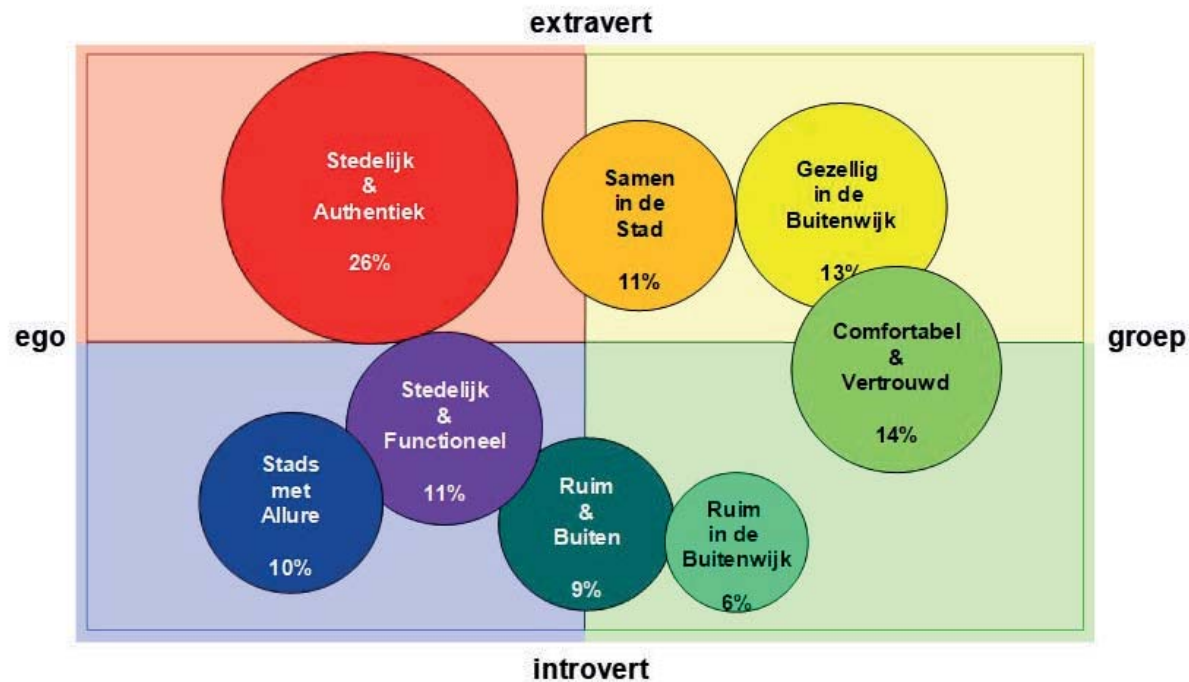 extravert
Stedelijk
&
Authentiek
26%
Samen
in de
Stad
11%
Gezellig
in de
Buitenwijk
13%
ego
groep
Comfortabel
&
Vertrouwd
14%
Stedelijk
&
Functioneel
11%
Stads
met
Allure
10%
Ruim
&
Buiten
9%
Ruim
in de
Buitenwijk
6%
introvert